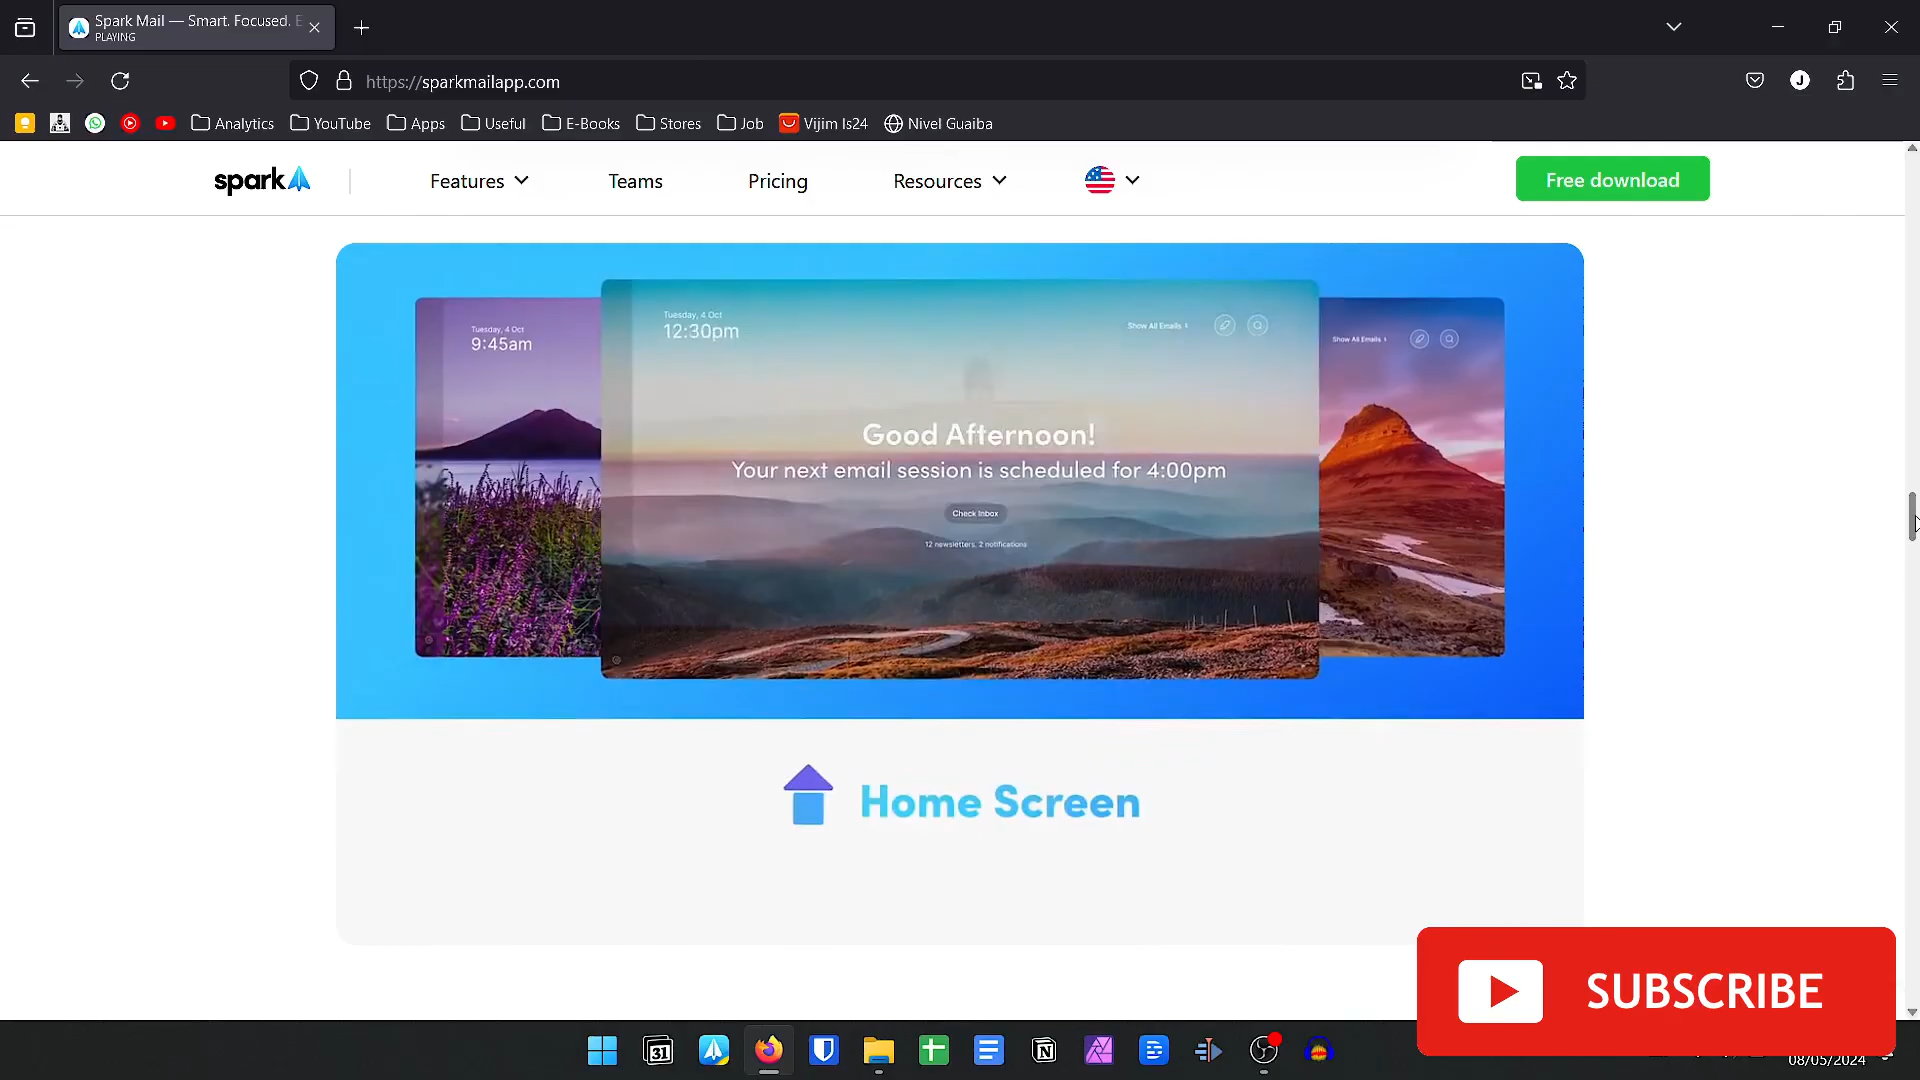 Spark Mail — Smart. Focused. E
PLAYING
https://sparkmailapp.com
J
Analytics
YouTube
Apps
Useful
E-Books
Stores
Job
Vijim ls24
Nivel Guaiba
spark
Features
Teams
Pricing
Resources
Free download
Tuesday, 4 Oct
9:45am
Tuesday, 4 Oct
12:30pm
Show All Emails
Show All Emails
Good Afternoon!
Your next email session is scheduled for 4:00pm
Check Inbox
12 newsletters, 2 notifications
Home Screen
SUBSCRIBE
31
08/05/2024